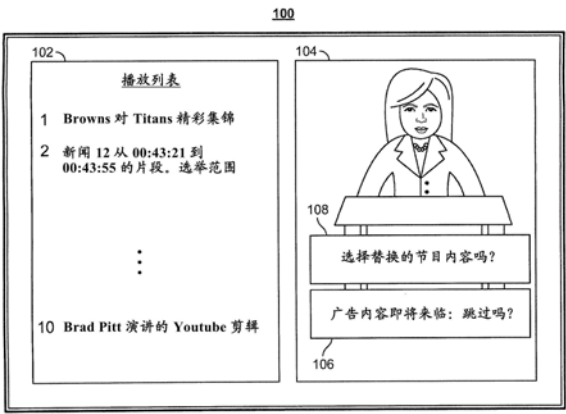 100
102
播放列表
1 Browns 对 Titans 精彩集锦
2 新闻 12 从 00:43:21 到
00:43:55 的片段。选举范围
10 Brad Pitt 演讲的 Youtube 剪辑
104
108
选择替换的节目内容吗?
广告内容即将来临: 跳过吗?
106